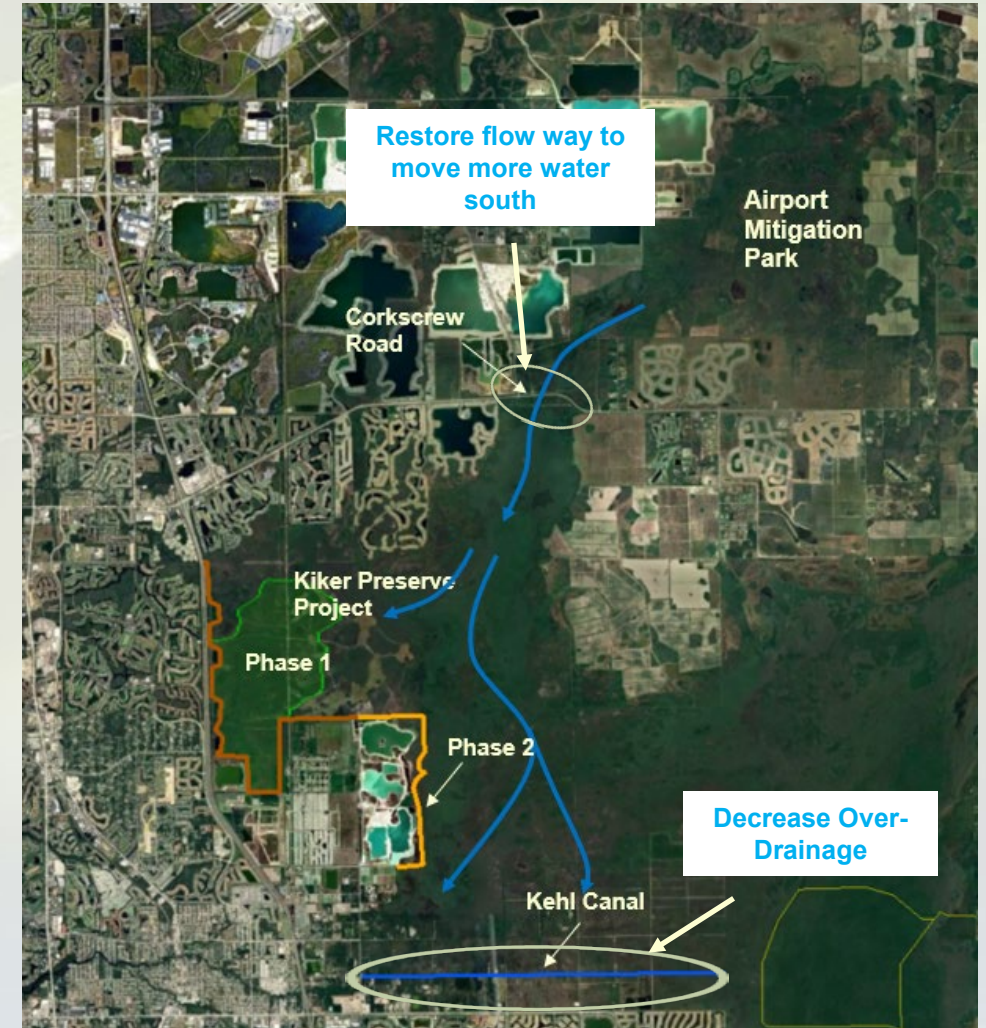 Restore flow way to
move more water
south
Airport
Mitigation
Park
Corkscrew
Road
Kiker Preserve
Project
Phase 1
Phase 2
Decrease Over-
Drainage
Kehl Canal